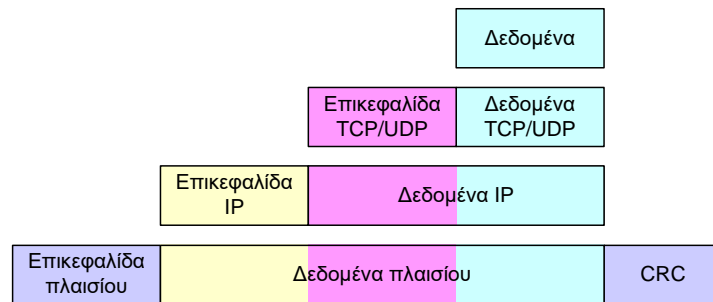 Δεδομένα
Επικεφαλίδα
TCP/UDP
Δεδομένα
TCP/UDP
Επικεφαλίδα
IP
Δεδομένα IP
Επικεφαλίδα
πλαισίου
Δεδομένα πλαισίου
CRC